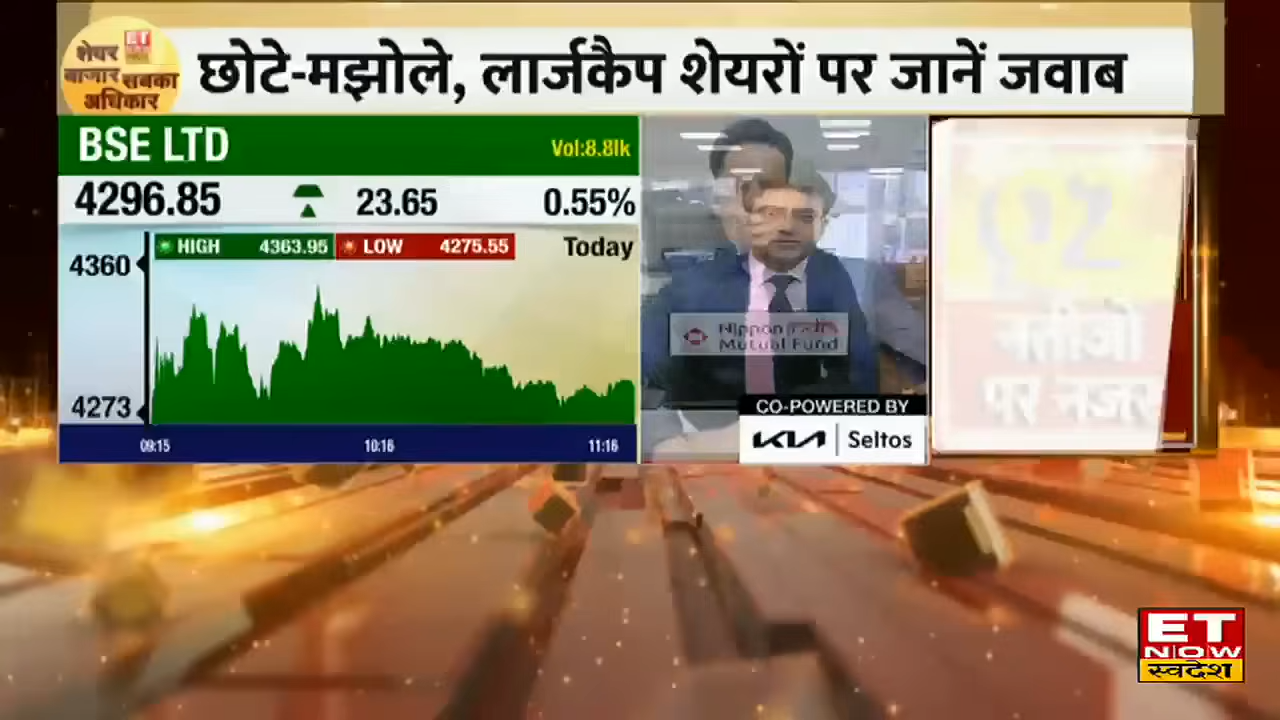 शेयर
ET
NOW
बाजार
सबका
अधिकार
छोटे-मझोले, लार्जकैप शेयरों पर जानें जवाब
BSE LTD
Vol:8.8lk
4296.85
23.65
0.55%
HIGH 4363.95
LOW 4275.55
Today
4360
4273
09:15
10:16
11:16
Nippon India
Mutual Fund
CO-POWERED BY
KIA Seltos
Q2
नतीजों
पर नजर
ET
NOW
स्वदेश